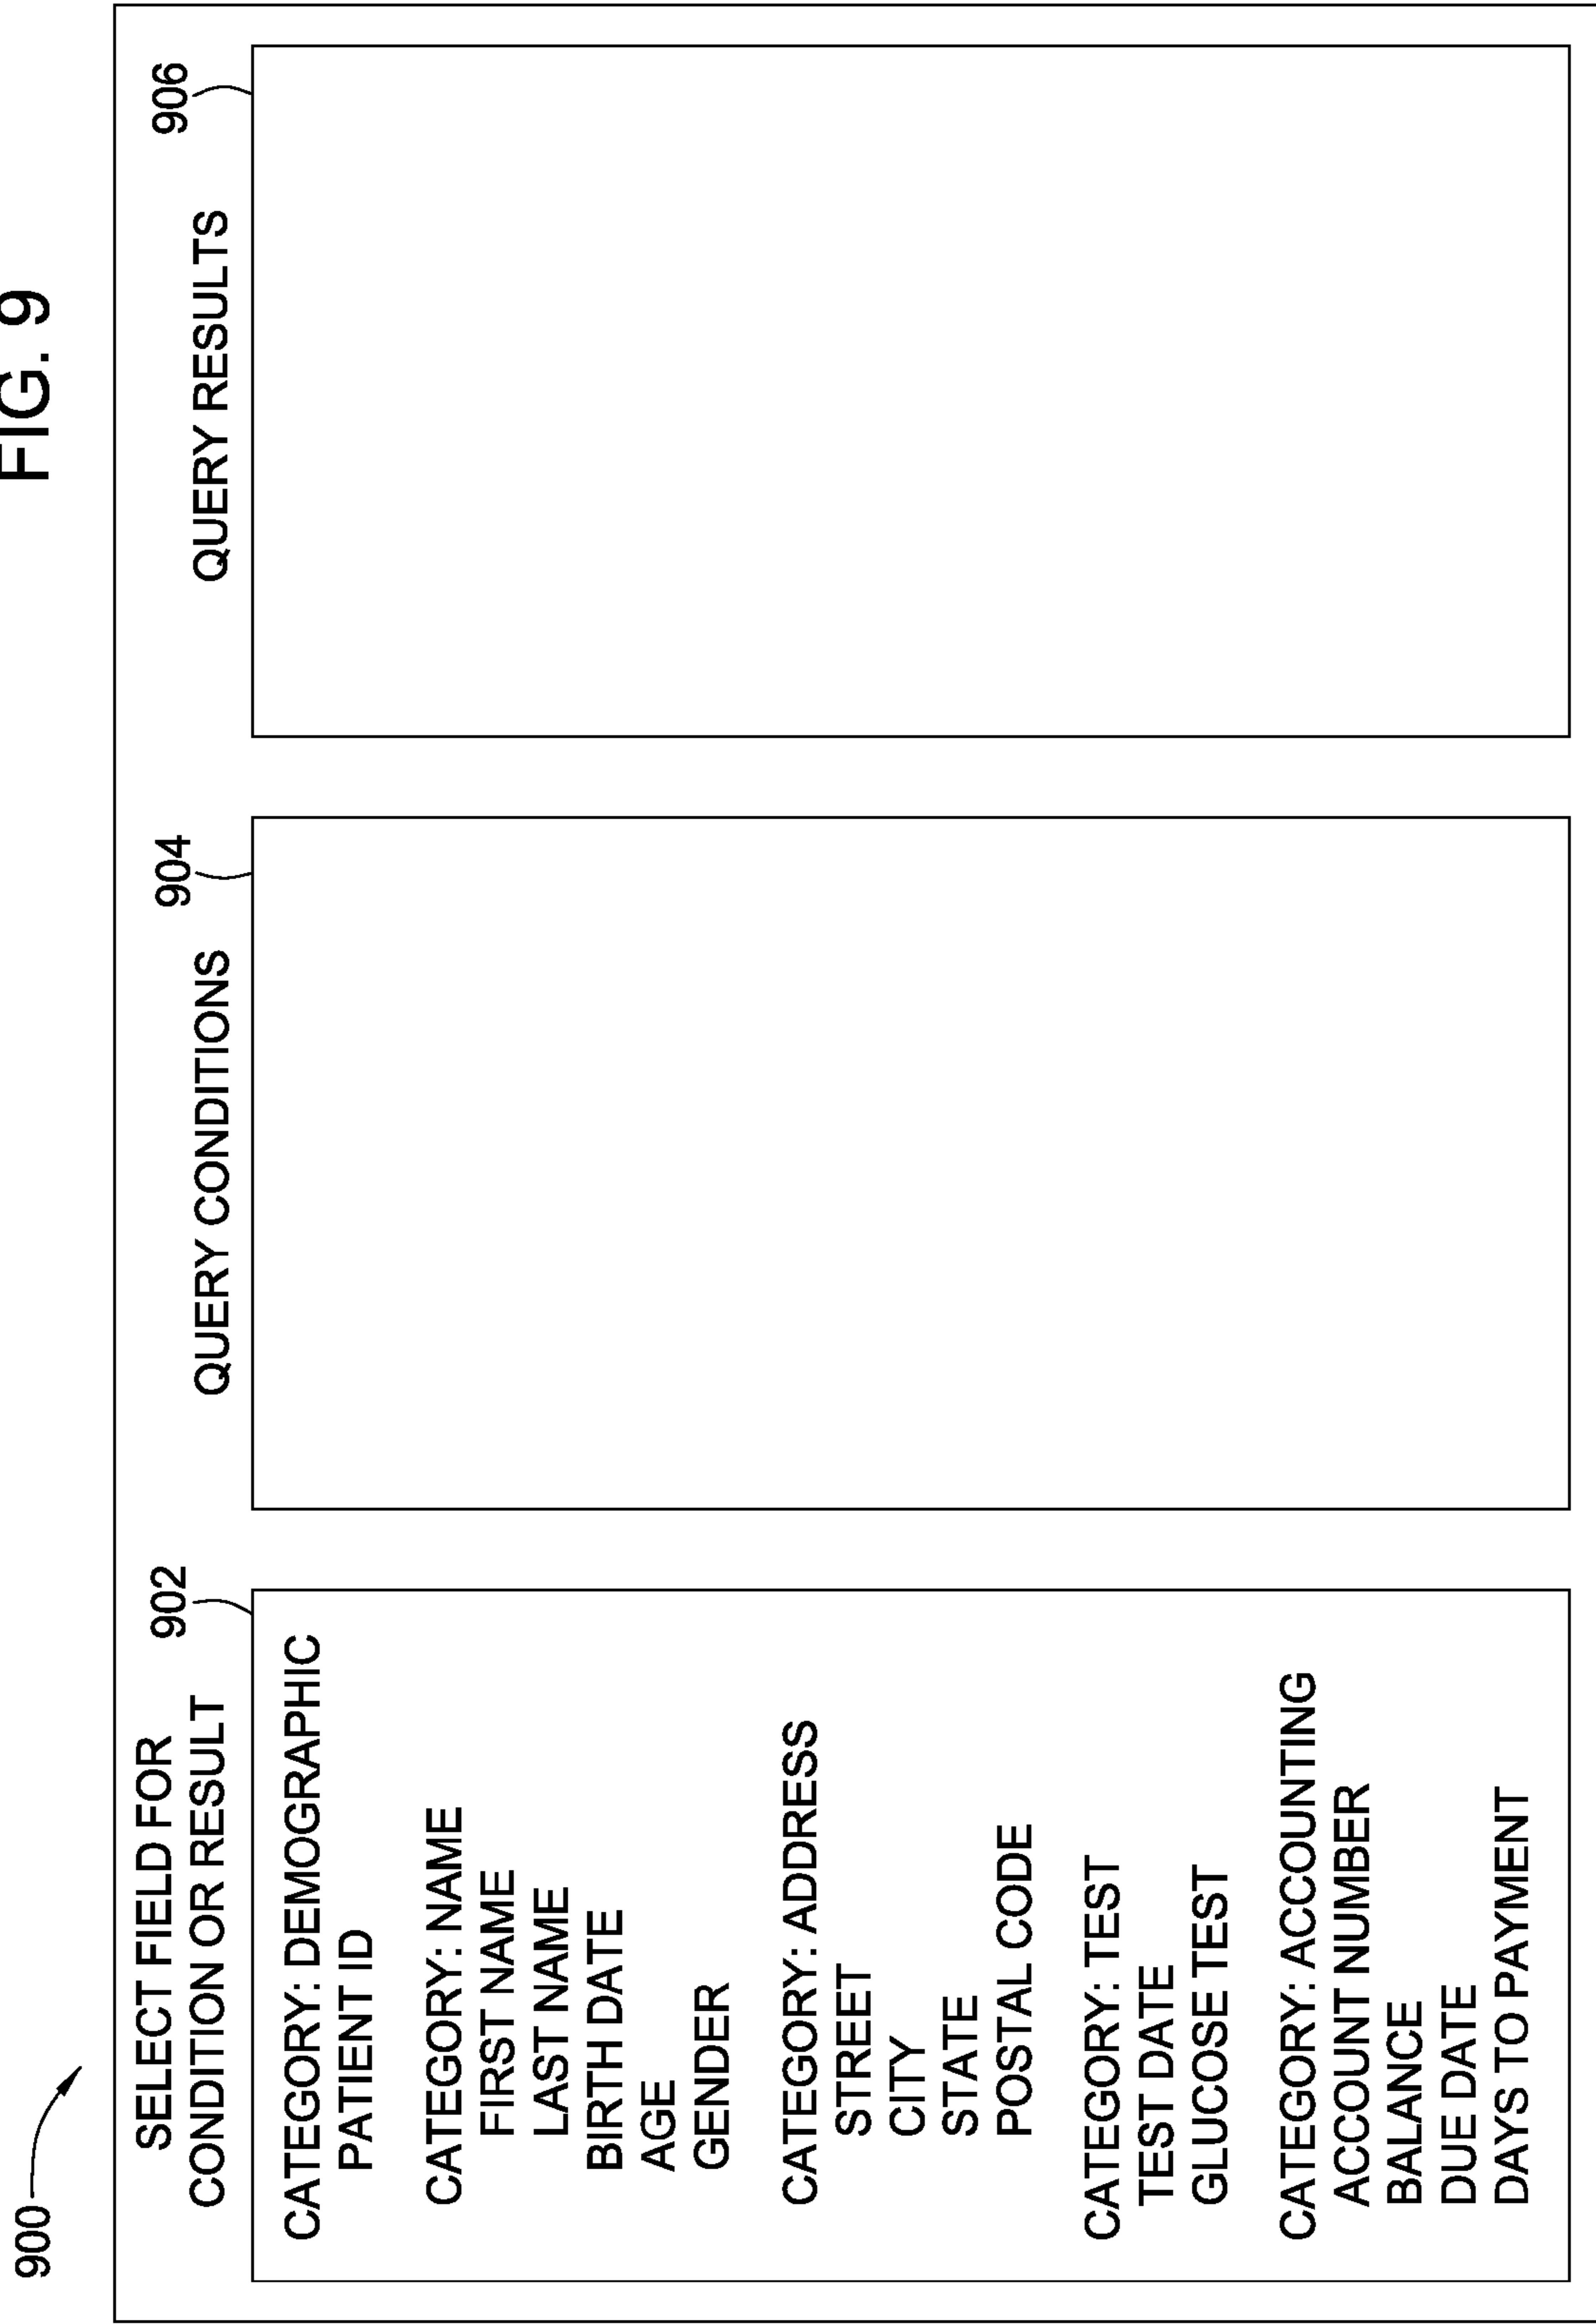 FIG. 9
900
SELECT FIELD FOR
CONDITION OR RESULT
902
CATEGORY: DEMOGRAPHIC
PATIENT ID
CATEGORY: NAME
FIRST NAME
LAST NAME
BIRTH DATE
AGE
GENDER
CATEGORY: ADDRESS
STREET
CITY
STATE
POSTAL CODE
CATEGORY: TEST
TEST DATE
GLUCOSE TEST
CATEGORY: ACCOUNTING
ACCOUNT NUMBER
BALANCE
DUE DATE
DAYS TO PAYMENT
QUERY CONDITIONS
904
QUERY RESULTS
906